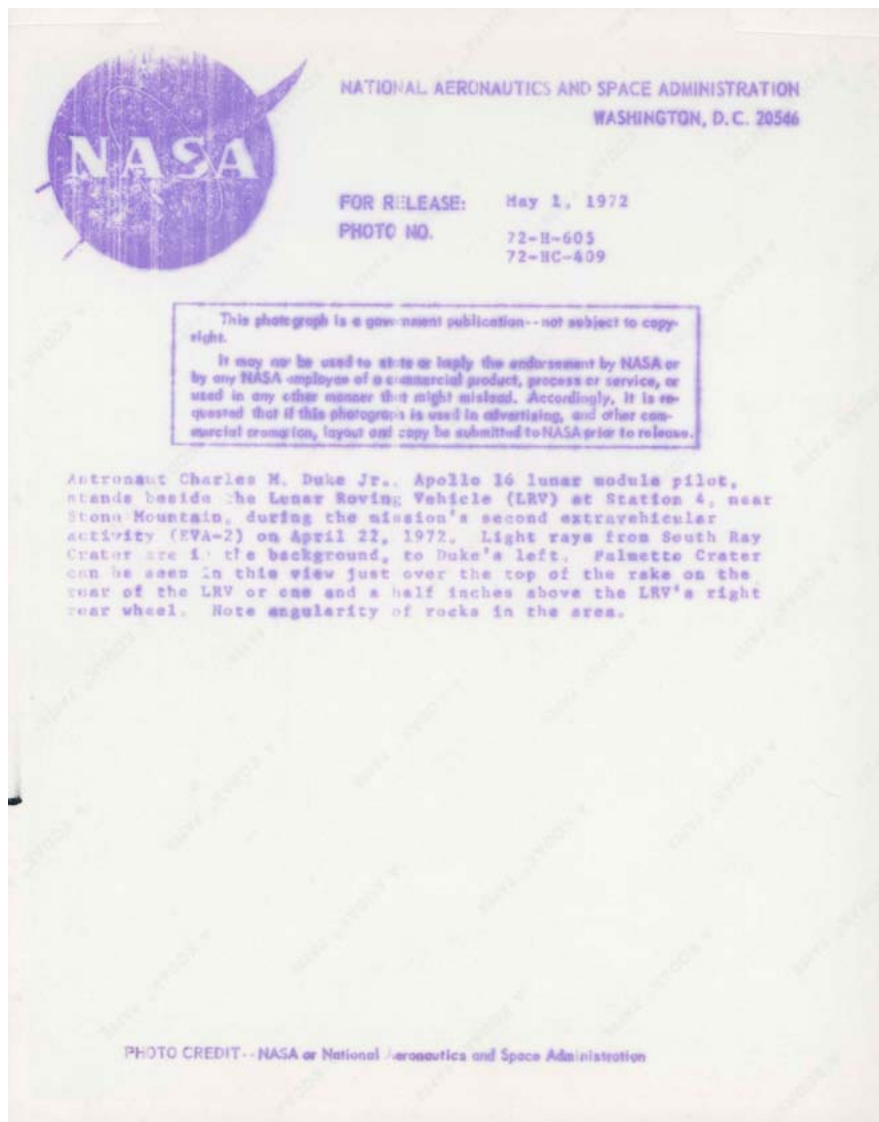 NASA
NATIONAL AERONAUTICS AND SPACE ADMINISTRATION
WASHINGTON, D.C. 20546
FOR RELEASE: May 1, 1972
PHOTO NO. 72-H-605
72-HC-409
This photograph is a government publication--not subject to copy-
right.
It may not be used to state or imply the endorsement by NASA or
by any NASA employee of a commercial product, process or service, or
used in any other manner that might mislead. Accordingly, it is re-
quested that if this photograph is used in advertising, and other com-
mercial promotion, layout and copy be submitted to NASA prior to release.
Astronaut Charles M. Duke Jr., Apollo 16 lunar module pilot,
stands beside the Lunar Roving Vehicle (LRV) at Station 4, near
Stone Mountain, during the mission's second extravehicular
activity (EVA-2) on April 22, 1972. Light rays from South Ray
Crater are in the background, to Duke's left. Palmetto Crater
can be seen in this view just over the top of the rake on the
rear of the LRV or one and a half inches above the LRV's right
rear wheel. Note angularity of rocks in the area.
PHOTO CREDIT--NASA or National Aeronautics and Space Administration